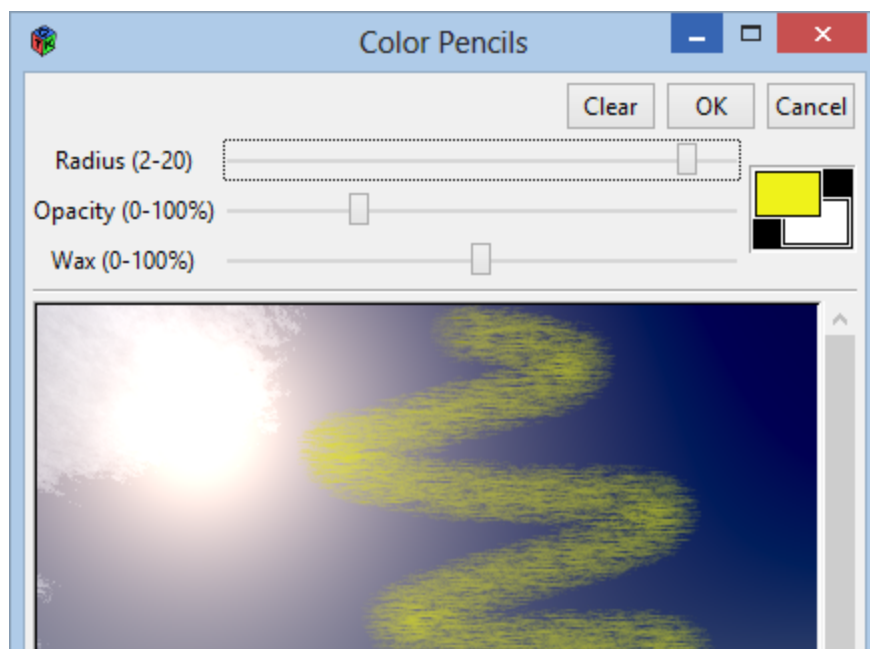 Color Pencils
Clear OK Cancel
Radius (2-20)
Opacity (0-100%)
Wax (0-100%)